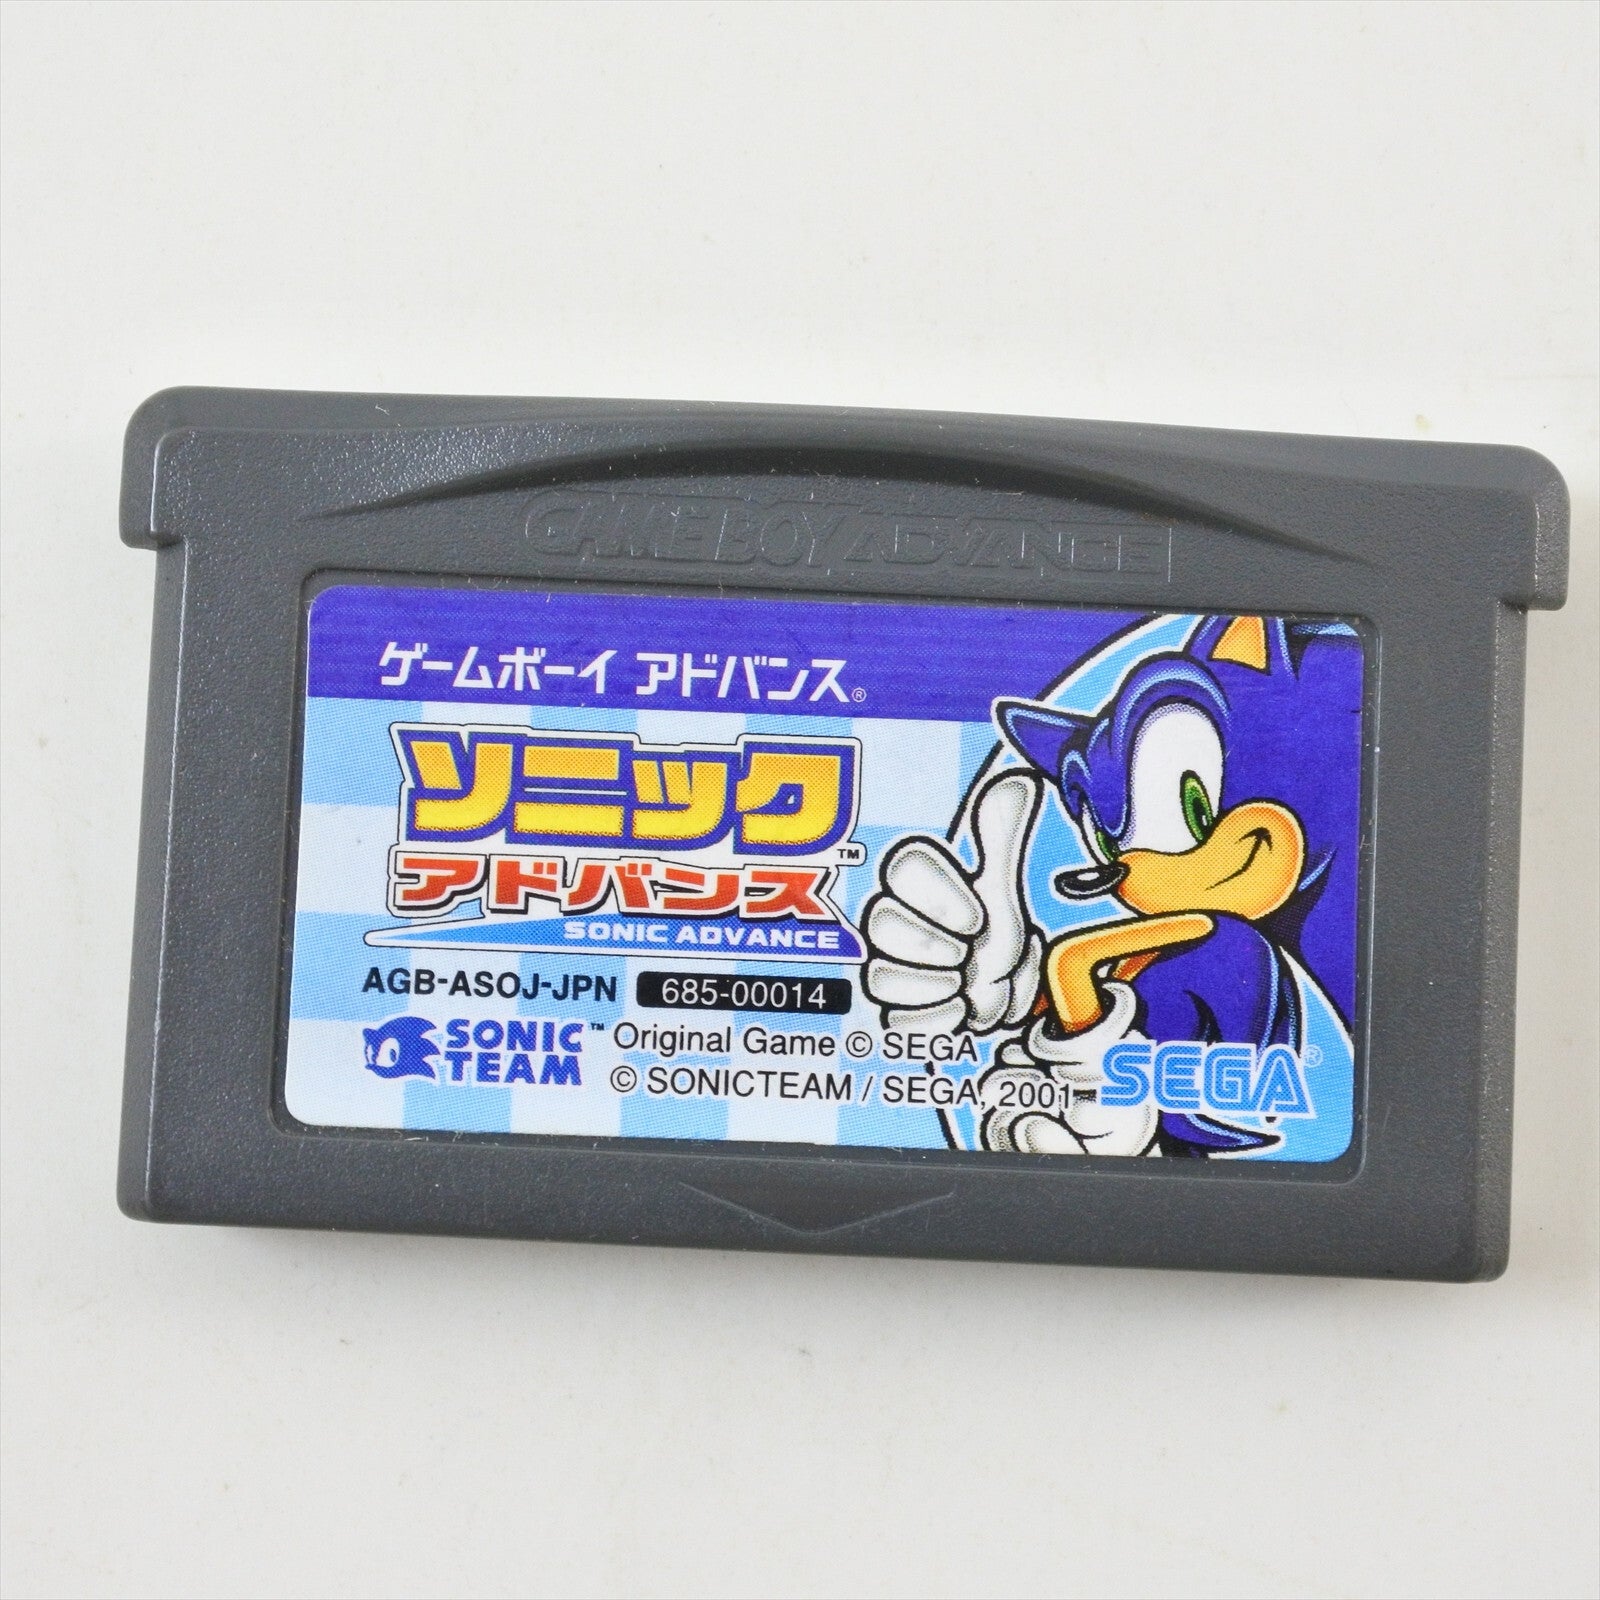 GAME BOY ADVANCE
ゲームボーイ アドバンス®
ソニック
アドバンス™
SONIC ADVANCE
AGB-ASOJ-JPN 685-00014
SONIC TEAM™
Original Game © SEGA
© SONICTEAM / SEGA, 2001
SEGA®